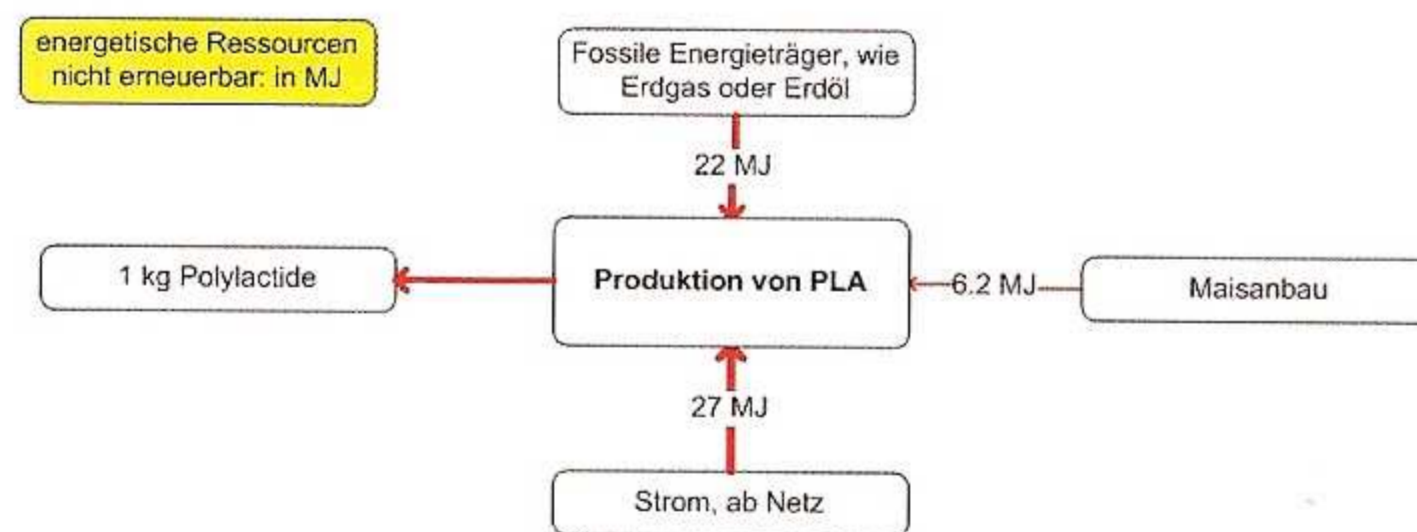 energetische Ressourcen
nicht erneuerbar: in MJ
Fossile Energieträger, wie
Erdgas oder Erdöl
22 MJ
1 kg Polylactide
Produktion von PLA
6.2 MJ
Maisanbau
27 MJ
Strom, ab Netz